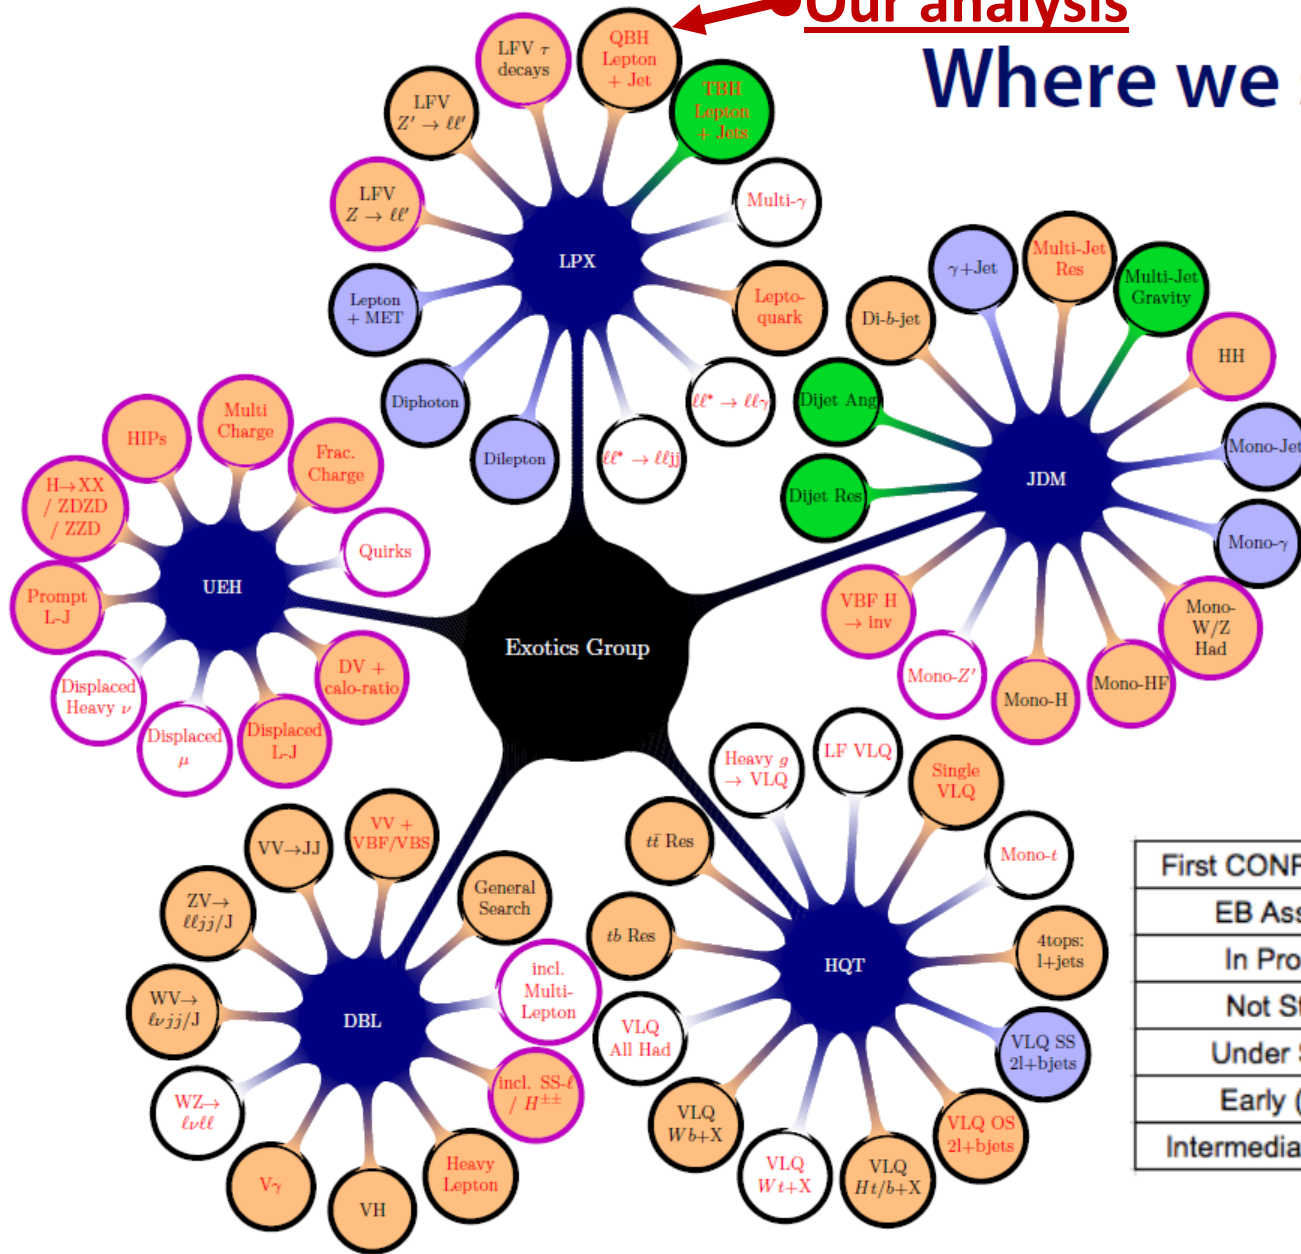 Our analysis
Where we
LFV τ
decays
QBH
Lepton
+ Jet
TBH
Lepton
+ Jets
LFV
Z′ → ℓℓ′
LFV
Z → ℓℓ′
Multi-γ
LPX
Lepton
+ MET
Lepto-
quark
Diphoton
ℓℓ* → ℓℓγ
Dilepton
ℓℓ* → ℓℓjj
γ+Jet
Multi-Jet
Res
Multi-Jet
Gravity
Di-b-jet
HH
Dijet Ang
Mono-Jet
JDM
Dijet Res
Mono-γ
VBF H
→ inv
Mono-
W/Z
Had
Mono-Z′
Mono-H
Mono-HF
HIPs
Multi
Charge
Frac.
Charge
H→XX
/ ZDZD
/ ZZD
Quirks
UEH
Prompt
L-J
DV +
calo-ratio
Displaced
Heavy ν
Displaced
μ
Displaced
L-J
Exotics Group
VV→JJ
VV +
VBF/VBS
ZV→
ℓℓjj/J
General
Search
WV→
ℓνjj/J
incl.
Multi-
Lepton
DBL
WZ→
ℓνℓℓ
incl. SS-ℓ
/ H±±
Vγ
VH
Heavy
Lepton
Heavy g
→ VLQ
LF VLQ
Single
VLQ
tt̄ Res
Mono-t
tb Res
4tops:
l+jets
HQT
VLQ
All Had
VLQ SS
2l+bjets
VLQ
Wb+X
VLQ OS
2l+bjets
VLQ
Wt+X
VLQ
Ht/b+X
First CONF
EB Ass
In Pro
Not St
Under
Early (
Intermedia